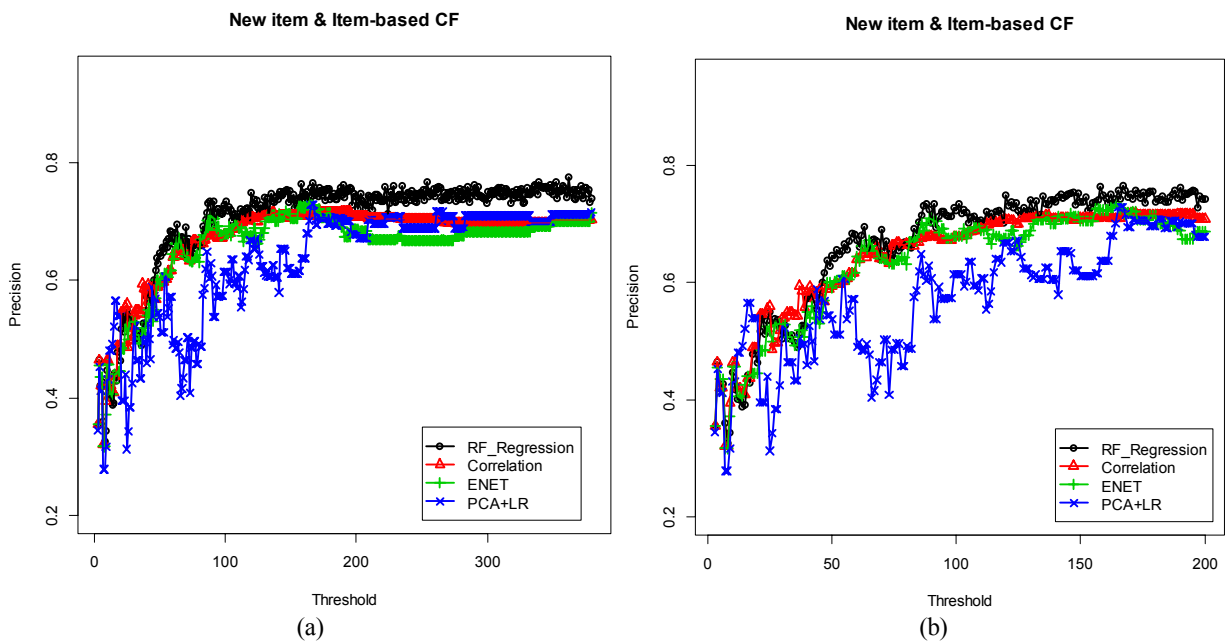 New item & Item-based CF
Precision
0.2
0.4
0.6
0.8
0
100
200
300
Threshold
RF_Regression
Correlation
ENET
PCA+LR
(a)
New item & Item-based CF
Precision
0.2
0.4
0.6
0.8
0
50
100
150
200
Threshold
RF_Regression
Correlation
ENET
PCA+LR
(b)